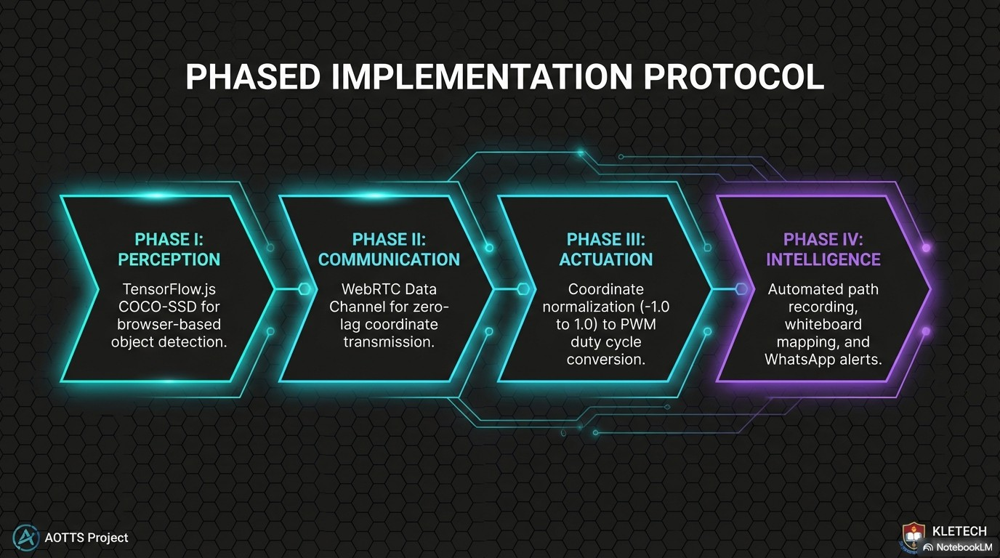 PHASED IMPLEMENTATION PROTOCOL
PHASE I:
PERCEPTION
TensorFlow.js
COCO-SSD for
browser-based
object detection.
PHASE II:
COMMUNICATION
WebRTC Data
Channel for zero-
lag coordinate
transmission.
PHASE III:
ACTUATION
Coordinate
normalization (-1.0
to 1.0) to PWM
duty cycle
conversion.
PHASE IV:
INTELLIGENCE
Automated path
recording,
whiteboard
mapping, and
WhatsApp alerts.
AOTTS Project
KLETECH
NotebookLM